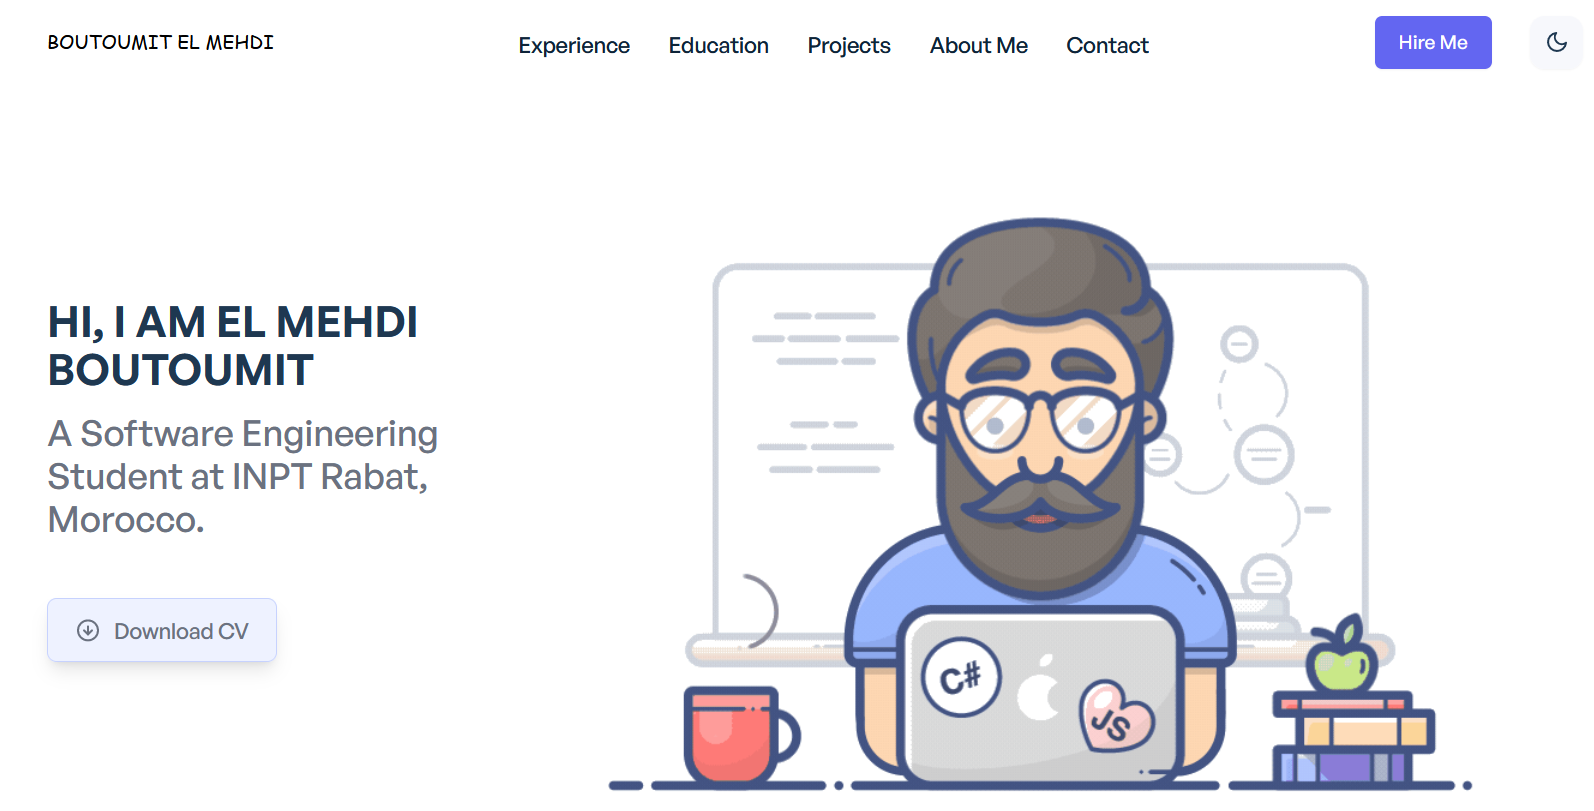 BOUTOUMIT EL MEHDI
Experience
Education
Projects
About Me
Contact
Hire Me
HI, I AM EL MEHDI
BOUTOUMIT
A Software Engineering
Student at INPT Rabat,
Morocco.
Download CV
C#
JS